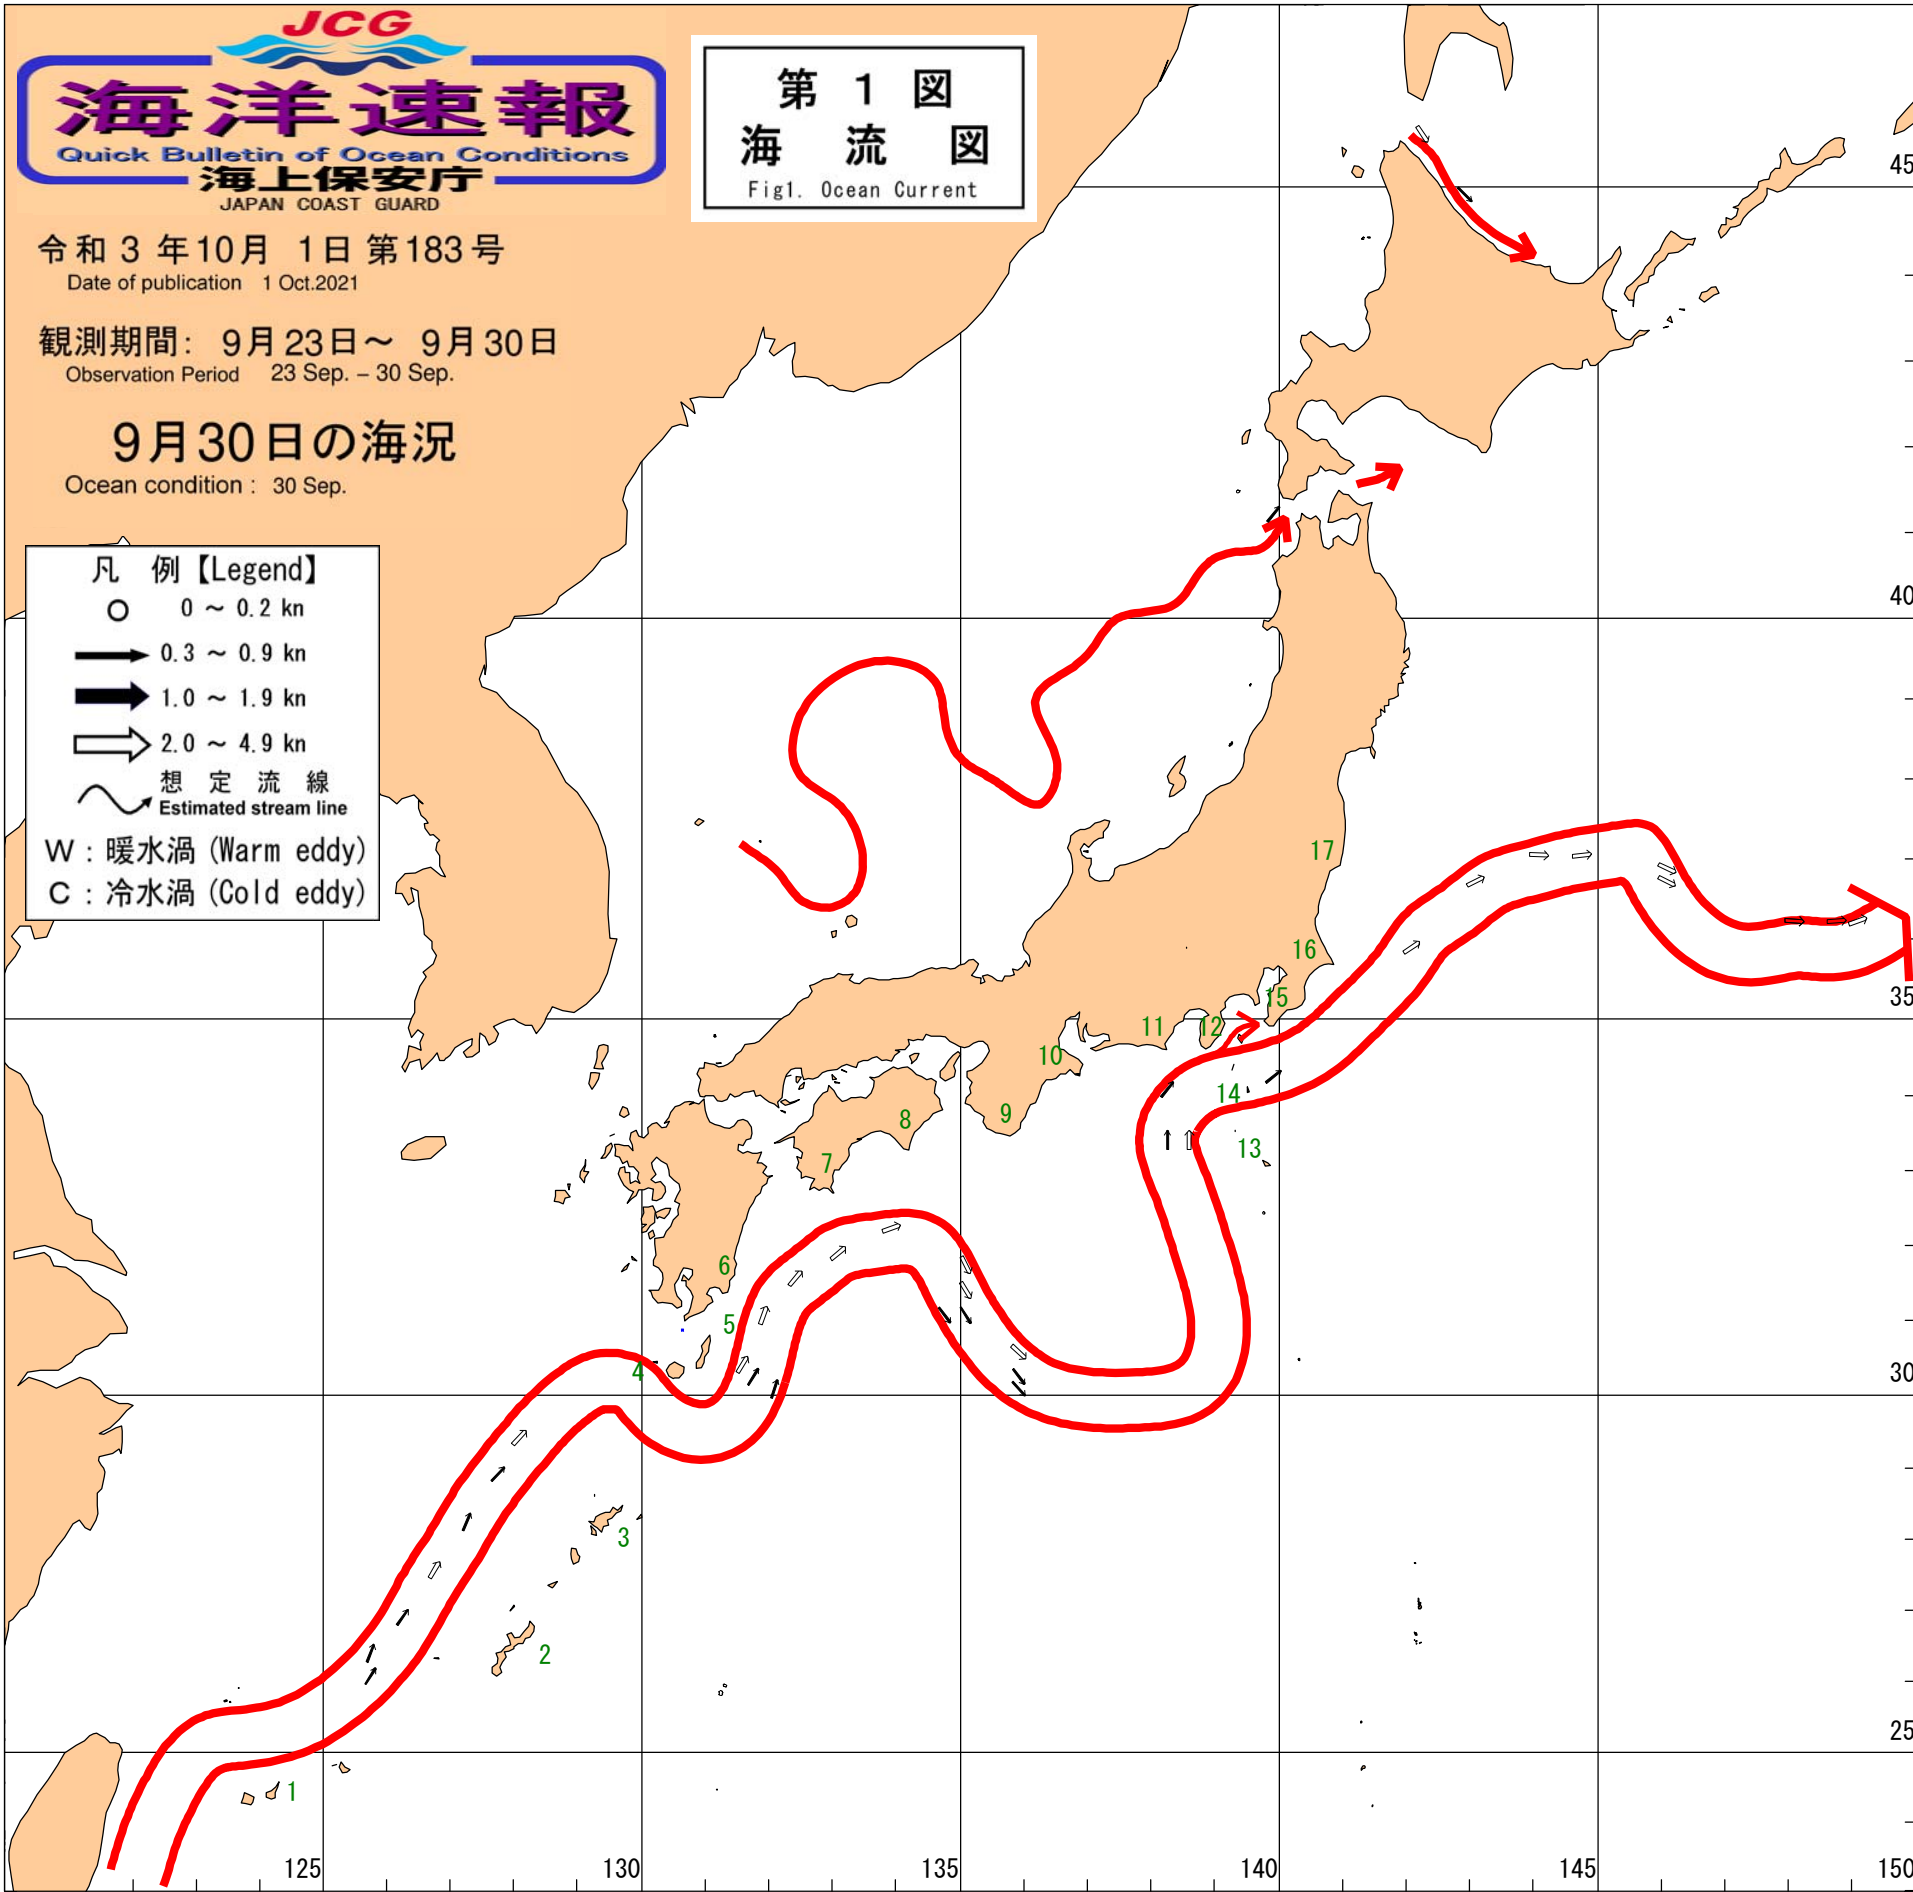 JCG
海洋速報
Quick Bulletin of Ocean Conditions
海上保安庁
JAPAN COAST GUARD
第 1 図
海 流 図
Fig1. Ocean Current
令和 3 年10月 1日 第183号
Date of publication 1 Oct.2021
観測期間: 9月23日～ 9月30日
Observation Period 23 Sep. – 30 Sep.
9月30日の海況
Ocean condition : 30 Sep.
凡 例【Legend】
0 ～ 0.2 kn
0.3 ～ 0.9 kn
1.0 ～ 1.9 kn
2.0 ～ 4.9 kn
想 定 流 線
Estimated stream line
W : 暖水渦 (Warm eddy)
C : 冷水渦 (Cold eddy)
45
40
17
16
15
35
12
11
10
14
9
8
13
7
6
5
4
30
3
2
25
1
125
130
135
140
145
150